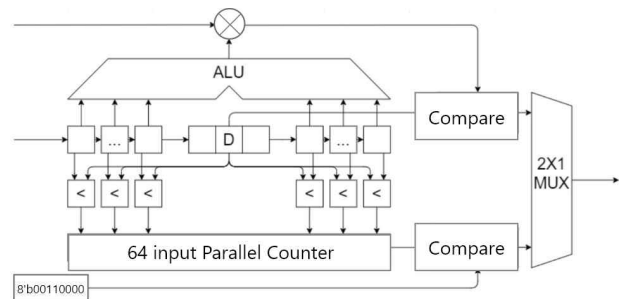 ALU
... D ...
Compare
< < < < < <
2X1
MUX
64 input Parallel Counter
Compare
8'b00110000